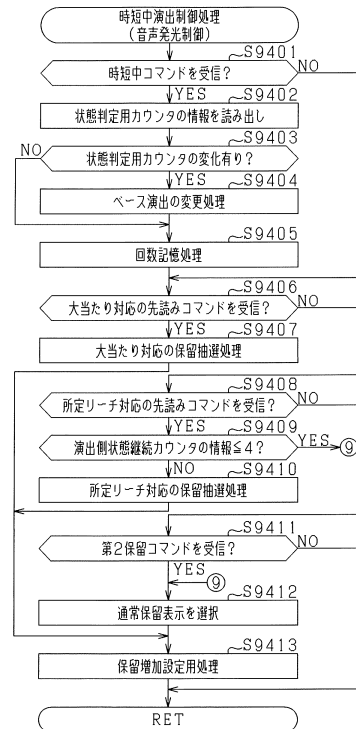 時短中演出制御処理
(音声発光制御)
S9401
時短中コマンドを受信?
NO
YES
S9402
状態判定用カウンタの情報を読み出し
S9403
NO
状態判定用カウンタの変化有り?
YES
S9404
ベース演出の変更処理
S9405
回数記憶処理
S9406
大当たり対応の先読みコマンドを受信?
NO
YES
S9407
大当たり対応の保留抽選処理
S9408
所定リーチ対応の先読みコマンドを受信?
NO
YES
S9409
演出側状態継続カウンタの情報≦4?
YES
⑨
NO
S9410
所定リーチ対応の保留抽選処理
S9411
第2保留コマンドを受信?
NO
YES
⑨
S9412
通常保留表示を選択
S9413
保留増加設定用処理
RET